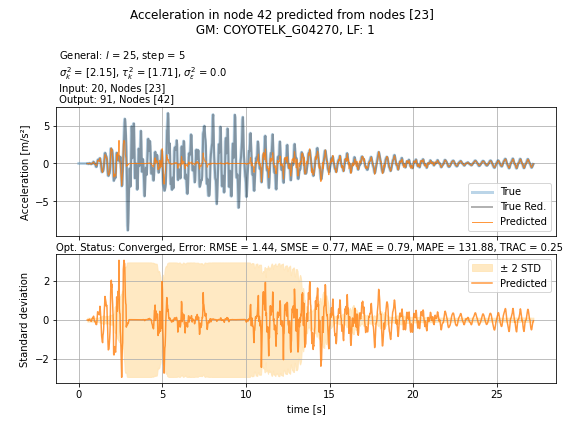 Acceleration in node 42 predicted from nodes [23]
GM: COYOTELK_G04270, LF: 1
General: l = 25, step = 5
σ²ₖ = [2.15], τ²ₖ = [1.71], σ²ε = 0.0
Input: 20, Nodes [23]
Output: 91, Nodes [42]
Acceleration [m/s²]
5
0
−5
True
True Red.
Predicted
Opt. Status: Converged, Error: RMSE = 1.44, SMSE = 0.77, MAE = 0.79, MAPE = 131.88, TRAC = 0.25
Standard deviation
2
0
−2
± 2 STD
Predicted
0 5 10 15 20 25
time [s]